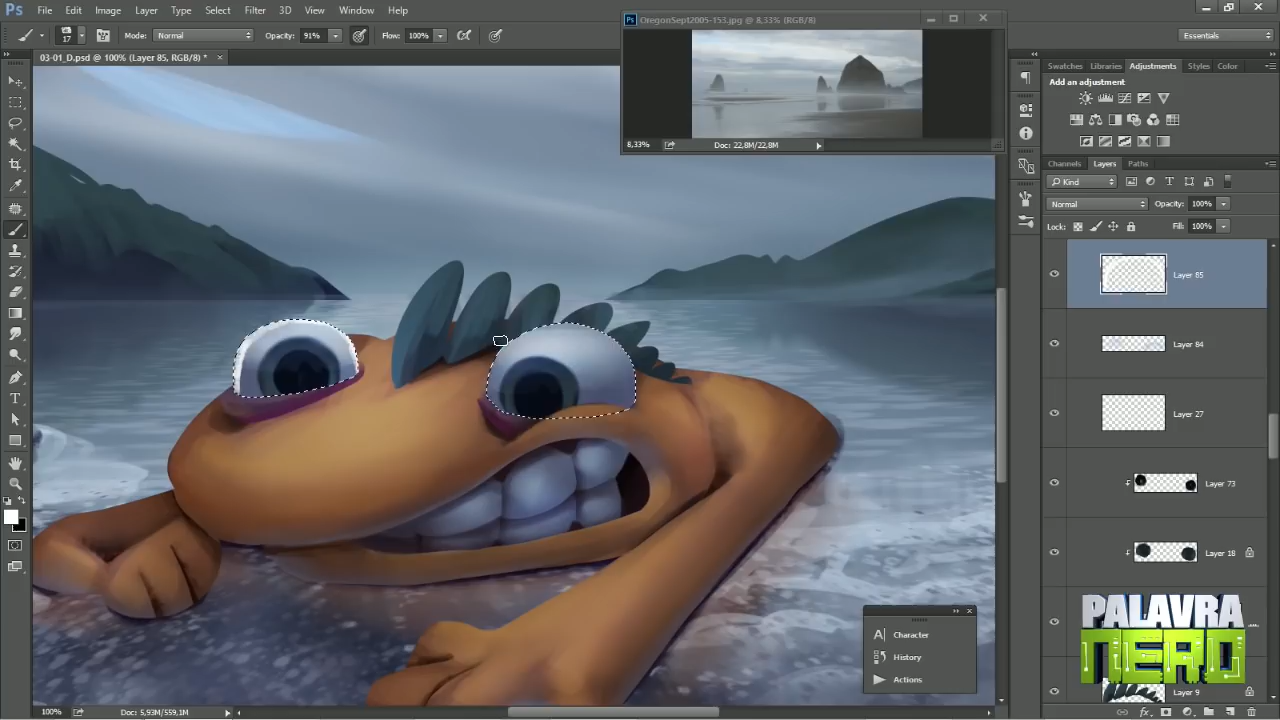 Ps File Edit Image Layer Type Select Filter 3D View Window Help
17 Mode: Normal Opacity: 91% Flow: 100% Essentials
03-01_D.psd @ 100% (Layer 85, RGB/8) *
OregonSept2005-153.jpg @ 8,33% (RGB/8)
8,33% Doc: 22,8M/22,8M
Swatches Libraries Adjustments Styles Color
Add an adjustment
Channels Layers Paths
Kind
Normal Opacity: 100%
Lock: Fill: 100%
Layer 85
Layer 84
Layer 27
Layer 73
Layer 18
Layer 9
Character
History
Actions
PALAVRA
NERD
100% Doc: 5,93M/559,1M